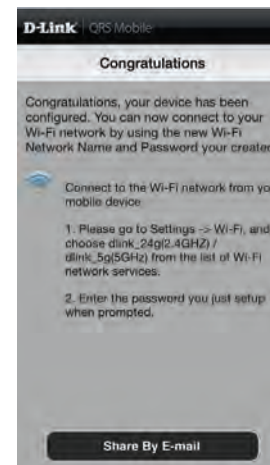 D-Link QRS Mobile
Congratulations
Congratulations, your device has been
configured. You can now connect to your
Wi-Fi network by using the new Wi-Fi
Network Name and Password your create
Connect to the Wi-Fi network from yo
mobile device
1. Please go to Settings -> Wi-Fi, and
choose dlink_24g(2.4GHZ) /
dlink_5g(5GHz) from the list of Wi-Fi
network services.
2. Enter the password you just setup
when prompted.
Share By E-mail